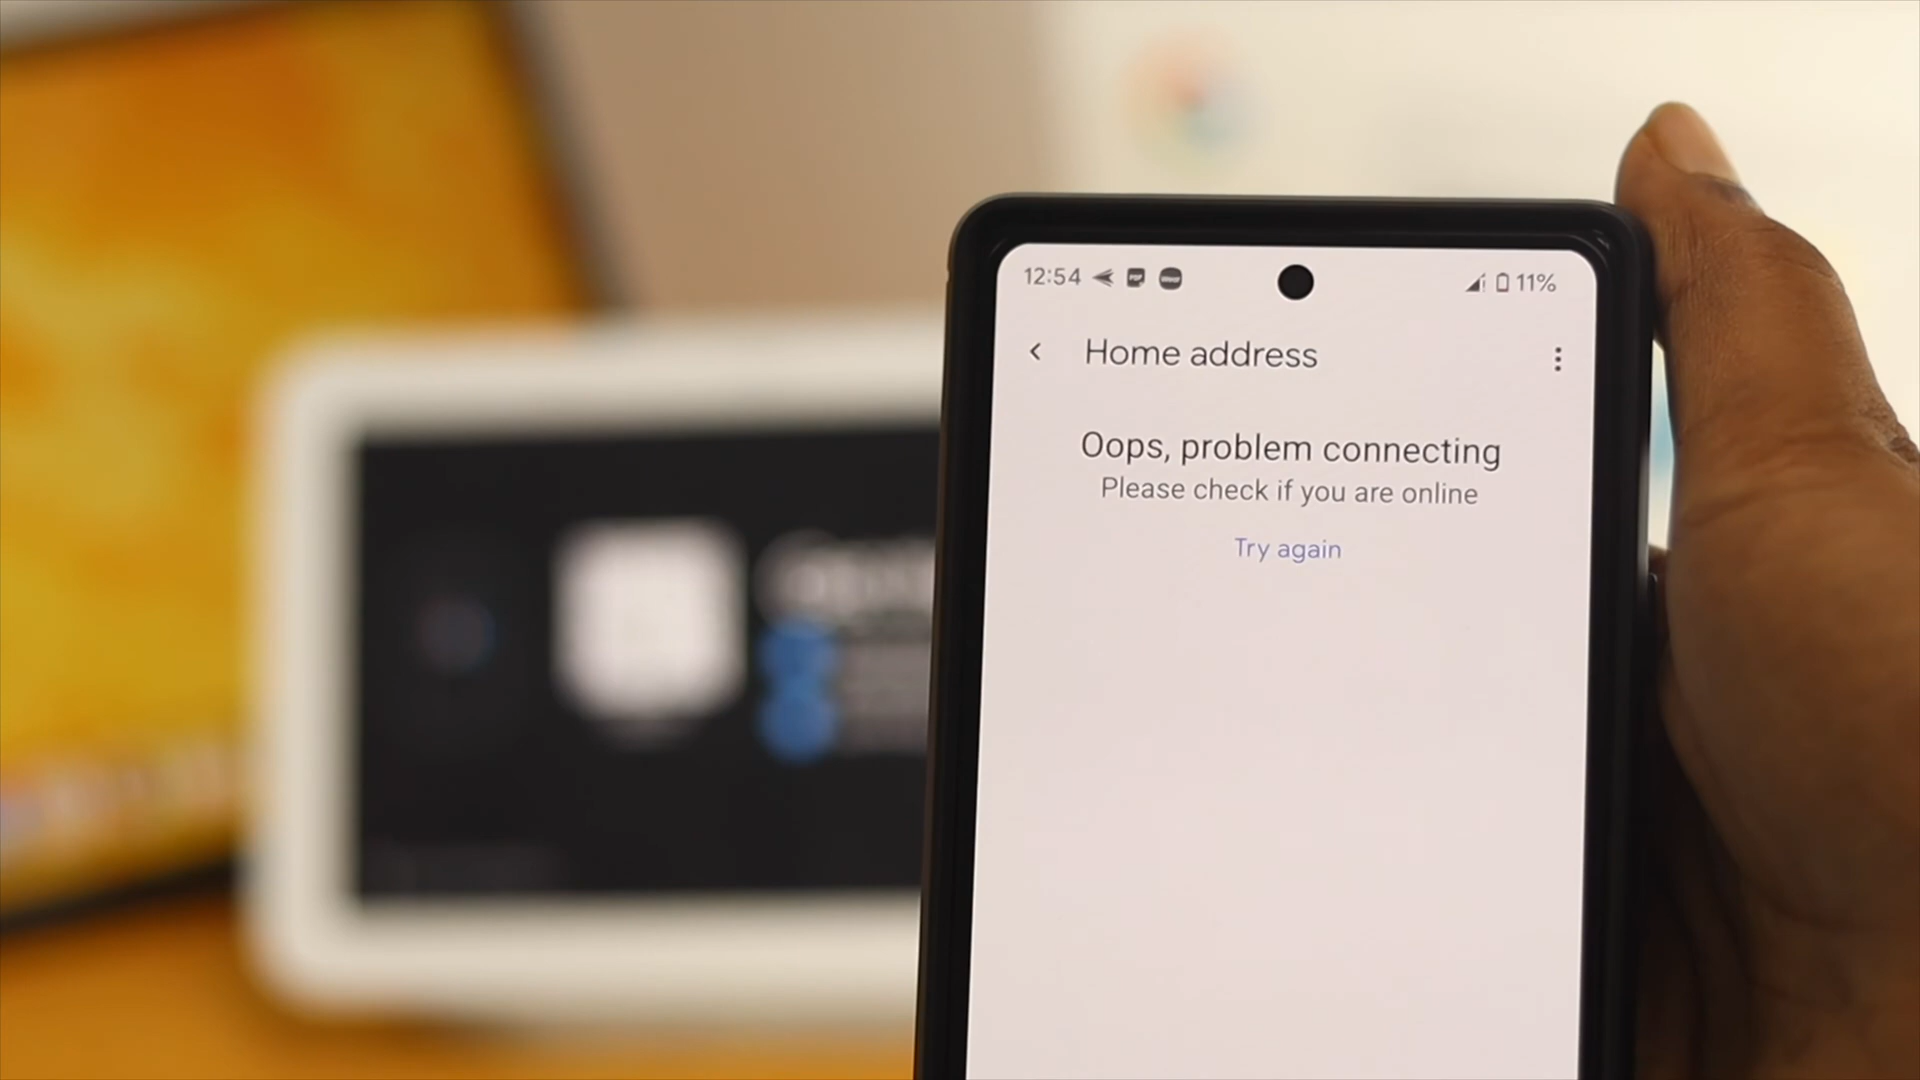 12:54
11%
Home address
Oops, problem connecting
Please check if you are online
Try again